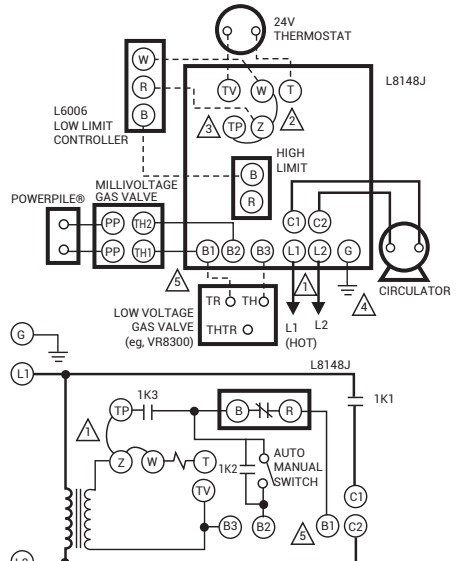 24V
THERMOSTAT
W
R
B
L6006
LOW LIMIT
CONTROLLER
L8148J
TV
W
T
3
TP
Z
2
HIGH
LIMIT
B
R
POWERPILE®
MILLIVOLTAGE
GAS VALVE
PP
TH2
PP
TH1
C1
C2
B1
B2
B3
L1
L2
G
5
1
4
CIRCULATOR
LOW VOLTAGE
GAS VALVE
(eg, VR8300)
TR
TH
THTR
L1
(HOT)
L2
G
L1
L8148J
1K3
1K1
TP
B
R
1
Z
W
T
1K2
AUTO
MANUAL
SWITCH
TV
C1
B3
B2
5
B1
C2
L2